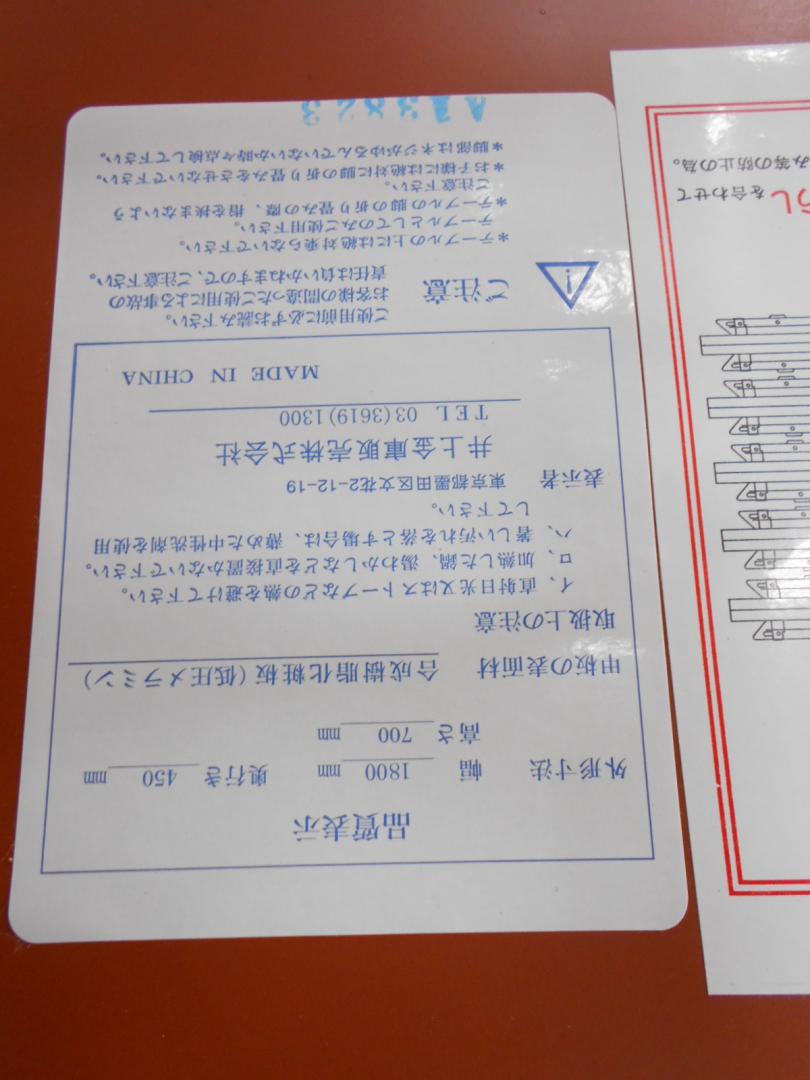 品質表示
外形寸法 幅 1800 mm 奥行き 450 mm
高さ 700 mm
甲板の表面材 合成樹脂化粧板(低圧メラミン)
取扱上の注意
イ、直射日光又はストーブなどの熱を避けて下さい。
ロ、加熱した鍋、湯わかしなどを直接置かないで下さい。
ハ、著しい汚れを落とす場合は、薄めた中性洗剤を使用
して下さい。
表示者 東京都墨田区文花2-12-19
井上金庫販売株式会社
TEL 03(3619)1300
MADE IN CHINA
ご注意
ご使用前に必ずお読み下さい。
お客様の間違ったご使用による事故の
責任は負いかねますので、ご注意下さい。
*テーブルの上には絶対乗らないで下さい。
テーブルとしてのみご使用下さい。
*テーブルの脚の折り畳みの際、指を挟まないよう
ご注意下さい。
*お子様には絶対に脚の折り畳みをさせないで下さい。
*脚部はネジがゆるんでいないか時々点検して下さい。
を合わせて
み等の防止の為。